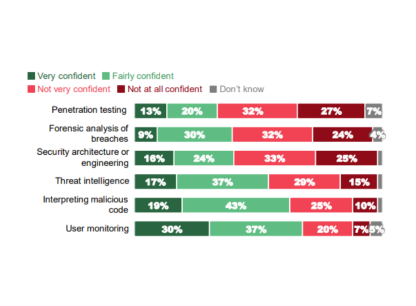 Very confident Fairly confident
Not very confident Not at all confident Don't know
Penetration testing 13% 20% 32% 27% 7%
Forensic analysis of
breaches 9% 30% 32% 24% 4%
Security architecture or
engineering 16% 24% 33% 25%
Threat intelligence 17% 37% 29% 15%
Interpreting malicious
code 19% 43% 25% 10%
User monitoring 30% 37% 20% 7% 5%